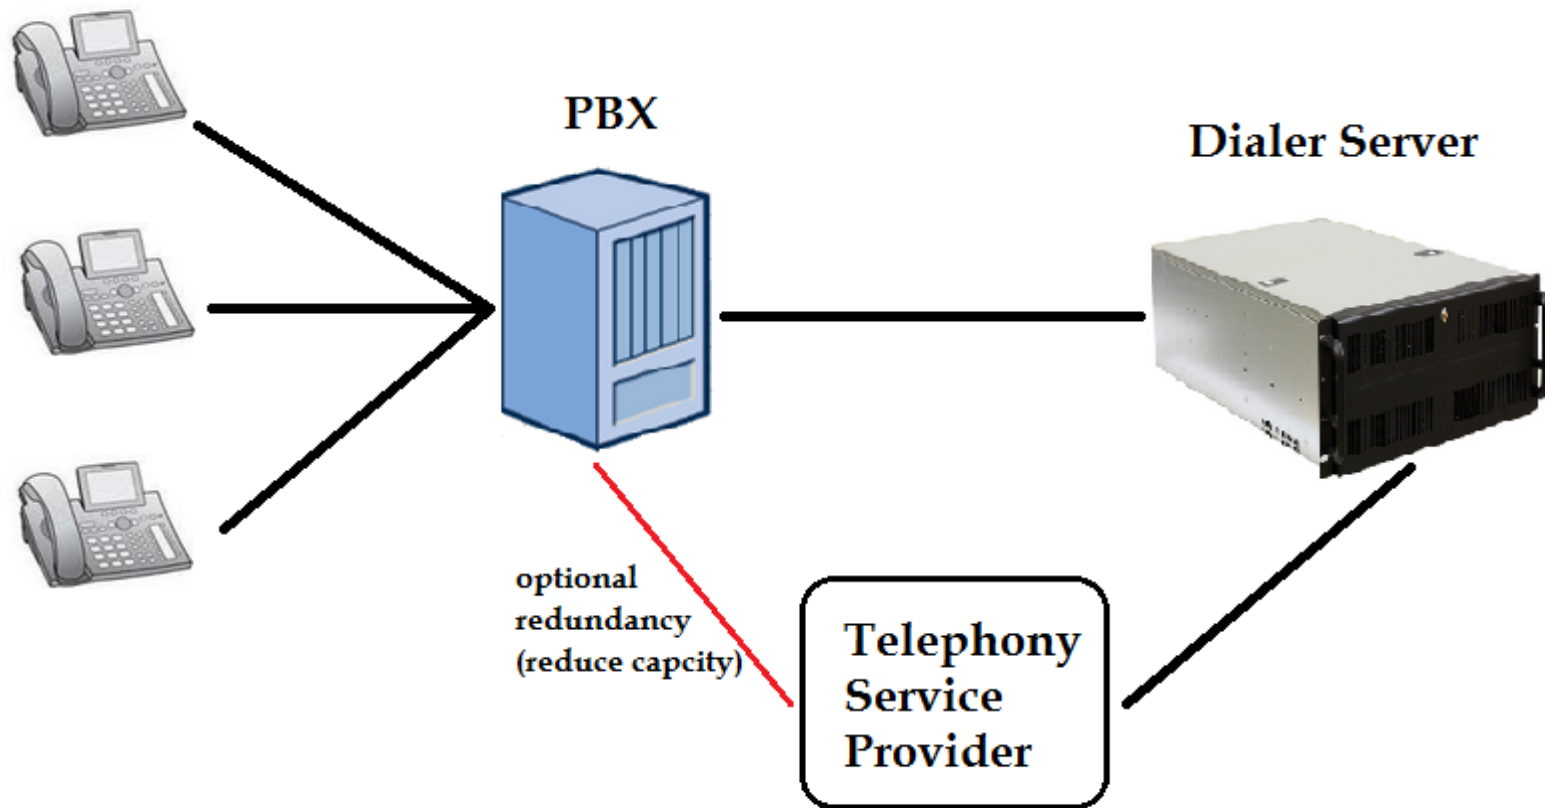 PBX
Dialer Server
optional
redundancy
(reduce capcity)
Telephony
Service
Provider